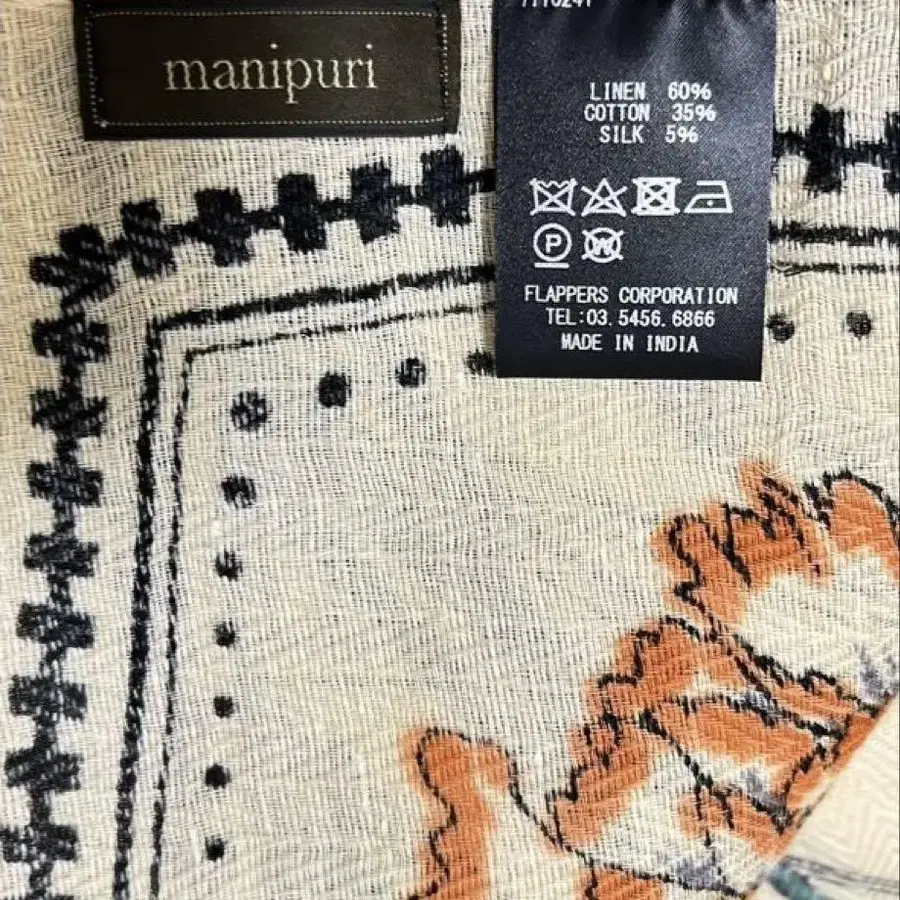 manipuri
LINEN 60%
COTTON 35%
SILK 5%
P
W
FLAPPERS CORPORATION
TEL:03.5456.6866
MADE IN INDIA